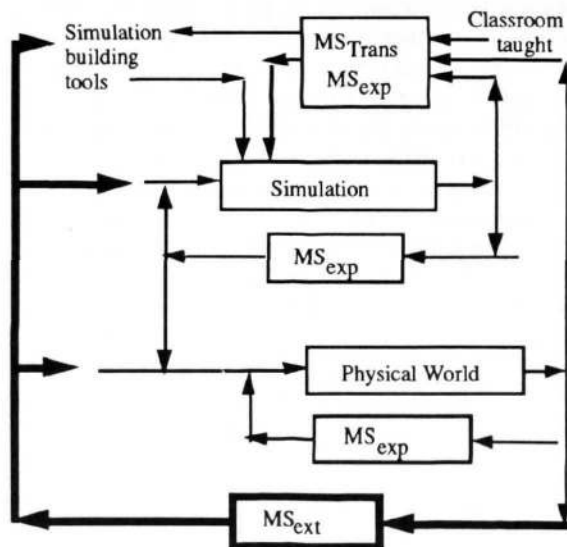 Simulation
building
tools
MSTrans
MSexp
Classroom
taught
Simulation
MSexp
Physical World
MSexp
MSext